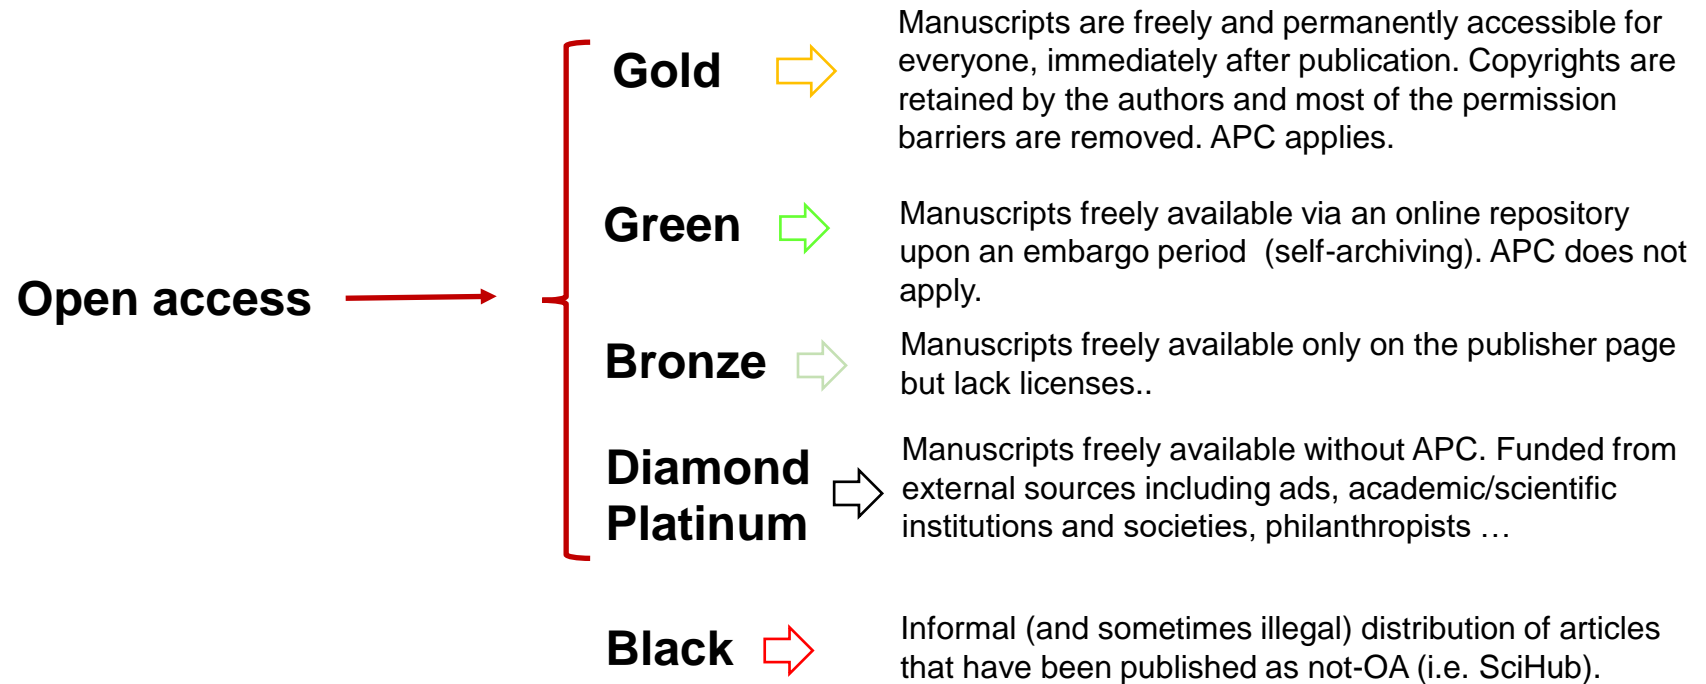 Open access
Gold
Manuscripts are freely and permanently accessible for
everyone, immediately after publication. Copyrights are
retained by the authors and most of the permission
barriers are removed. APC applies.
Green
Manuscripts freely available via an online repository
upon an embargo period  (self-archiving). APC does not
apply.
Bronze
Manuscripts freely available only on the publisher page
but lack licenses..
Diamond
Platinum
Manuscripts freely available without APC. Funded from
external sources including ads, academic/scientific
institutions and societies, philanthropists …
Black
Informal (and sometimes illegal) distribution of articles
that have been published as not-OA (i.e. SciHub).